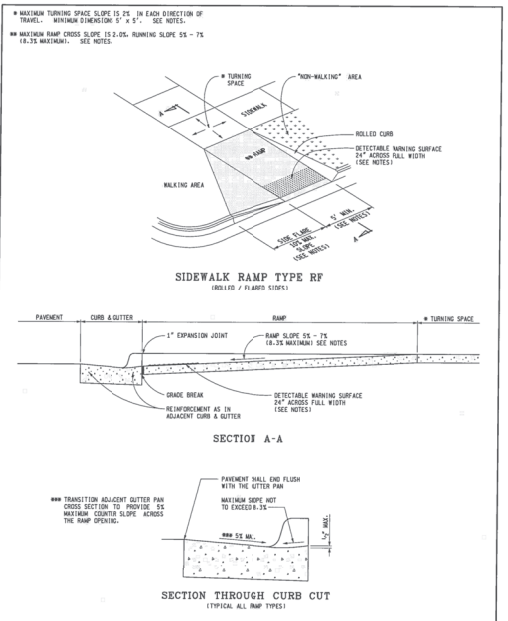 * MAXIMUM TURNING SPACE SLOPE IS 2% IN EACH DIRECTION OF
TRAVEL. MINIMUM DIMENSION: 5' x 5'. SEE NOTES.
** MAXIMUM RAMP CROSS SLOPE IS 2.0%, RUNNING SLOPE 5% - 7%
(8.3% MAXIMUM). SEE NOTES.
* TURNING
SPACE
"NON-WALKING" AREA
SIDEWALK
A
ROLLED CURB
** RAMP
DETECTABLE WARNING SURFACE
24" ACROSS FULL WIDTH
(SEE NOTES)
WALKING AREA
5' MIN.
(SEE NOTES)
SIDE FLARE
10% MAX.
SLOPE
(SEE NOTES)
A
SIDEWALK RAMP TYPE RF
(ROLLED / FLARED SIDES)
PAVEMENT
CURB & GUTTER
RAMP
* TURNING SPACE
1" EXPANSION JOINT
RAMP SLOPE 5% - 7%
(8.3% MAXIMUM) SEE NOTES
GRADE BREAK
REINFORCEMENT AS IN
ADJACENT CURB & GUTTER
DETECTABLE WARNING SURFACE
24" ACROSS FULL WIDTH
(SEE NOTES)
SECTIOI A-A
PAVEMENT HALL END FLUSH
WITH THE UTTER PAN
*** TRANSITION ADJACENT GUTTER PAN
CROSS SECTION TO PROVIDE 5%
MAXIMUM COUNTR SLOPE ACROSS
THE RAMP OPENING.
MAXIMUM SIOPE NOT
TO EXCEED 8.3%
*** 5% MA.
MAX.
SECTION THROUGH CURB CUT
(TYPICAL ALL RAMP TYPES)